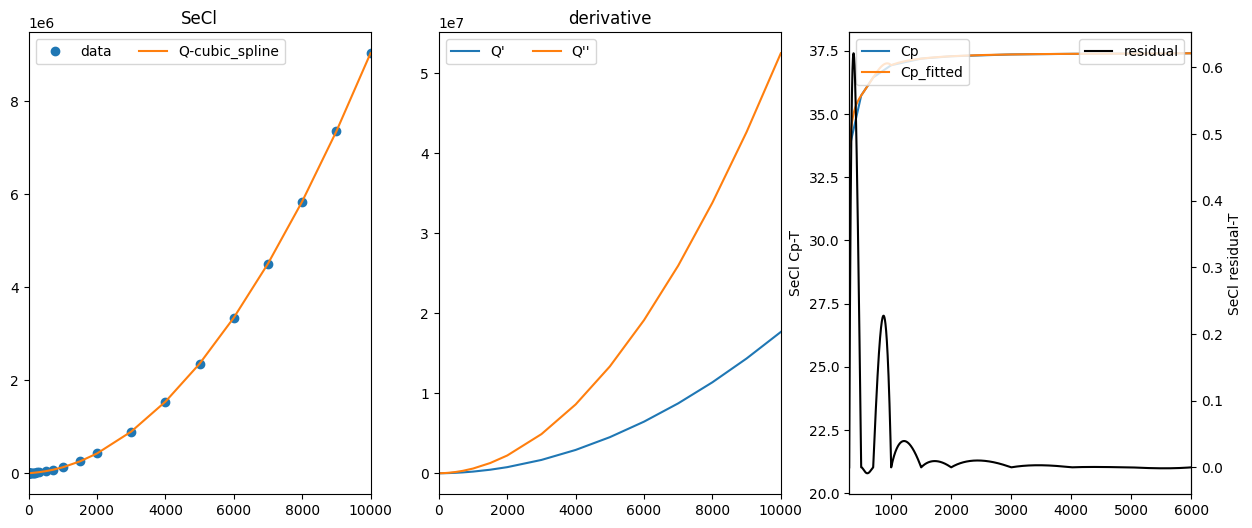 SeCl
1e6
data
Q-cubic_spline
8
6
4
2
0
0 2000 4000 6000 8000 10000
derivative
1e7
Q'
Q''
5
4
3
2
1
0
0 2000 4000 6000 8000 10000
SeCl Cp-T
37.5
35.0
32.5
30.0
27.5
25.0
22.5
20.0
Cp
Cp_fitted
residual
1000 2000 3000 4000 5000 6000
0.6
0.5
0.4
0.3
0.2
0.1
0.0
SeCl residual-T